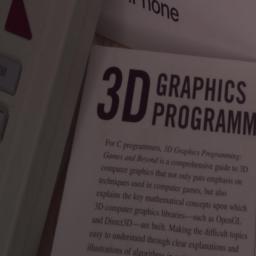 iPhone
3D GRAPHICS
PROGRAMM
For C programmers, 3D Graphics Programming:
Games and Beyond is a comprehensive guide to 3D
computer graphics that not only puts emphasis on
techniques used in computer games, but also
explains the key mathematical concepts upon which
3D computer graphics libraries—such as OpenGL
and Direct3D—are built. Making the difficult topics
easy to understand through clear explanations and
illustrations of algorithms